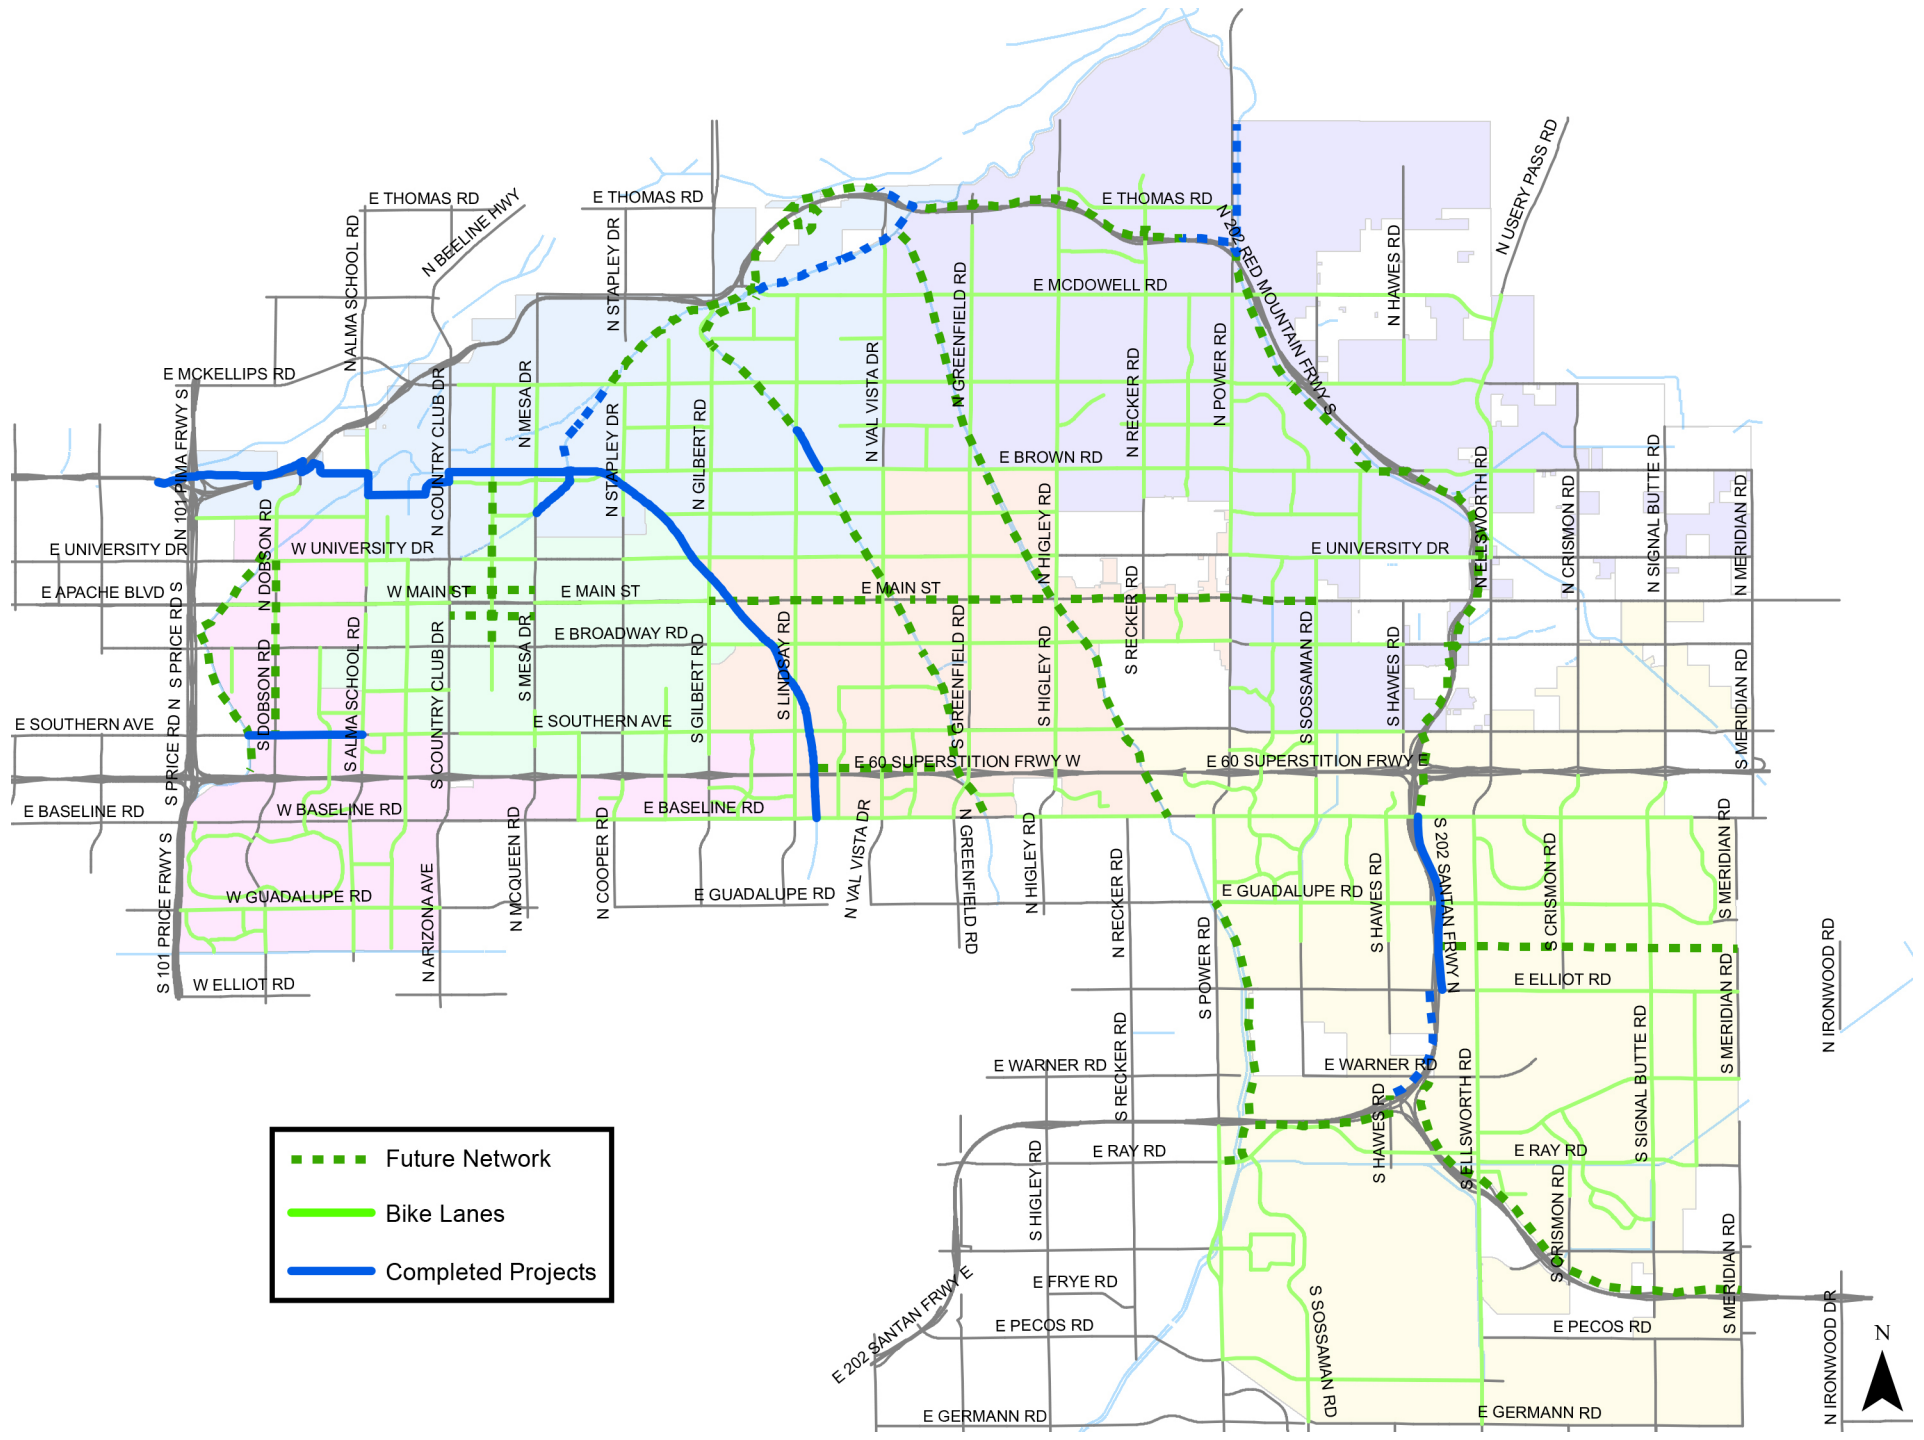 E THOMAS RD
N BEELINE HWY
E THOMAS RD
E THOMAS RD
N USERY PASS RD
N ALMA SCHOOL RD
N STAPLEY DR
N 202 RED MOUNTAIN FRWY S
N HAWES RD
N GREENFIELD RD
E MCDOWELL RD
E MCKELLIPS RD
N COUNTRY CLUB DR
N MESA DR
N STAPLEY DR
N GILBERT RD
N VAL VISTA DR
N RECKER RD
N POWER RD
N 101 PIMA FRWY S
E BROWN RD
N HIGLEY RD
N ELLSWORTH RD
N CRISMON RD
N SIGNAL BUTTE RD
N MERIDIAN RD
N DOBSON RD
E UNIVERSITY DR
W UNIVERSITY DR
E UNIVERSITY DR
E APACHE BLVD
W MAIN ST
E MAIN ST
E MAIN ST
E BROADWAY RD
S PRICE RD N
S PRICE RD S
S DOBSON RD
S ALMA SCHOOL RD
S COUNTRY CLUB DR
S MESA DR
S GILBERT RD
S LINDSAY RD
S GREENFIELD RD
S HIGLEY RD
S RECKER RD
S SOSSAMAN RD
S HAWES RD
S MERIDIAN RD
E SOUTHERN AVE
E SOUTHERN AVE
E 60 SUPERSTITION FRWY W
E 60 SUPERSTITION FRWY E
E BASELINE RD
W BASELINE RD
E BASELINE RD
S 101 PRICE FRWY S
W GUADALUPE RD
N ARIZONA AVE
N MCQUEEN RD
N COOPER RD
E GUADALUPE RD
N VAL VISTA DR
N GREENFIELD RD
N HIGLEY RD
N RECKER RD
S POWER RD
E GUADALUPE RD
S HAWES RD
S 202 SANTAN FRWY N
S CRISMON RD
S MERIDIAN RD
W ELLIOT RD
E ELLIOT RD
S MERIDIAN RD
N IRONWOOD RD
E WARNER RD
S RECKER RD
E WARNER RD
S HAWES RD
S ELLSWORTH RD
S SIGNAL BUTTE RD
S HIGLEY RD
E RAY RD
E RAY RD
S CRISMON RD
S MERIDIAN RD
E 202 SANTAN FRWY E
E FRYE RD
E PECOS RD
S SOSSAMAN RD
E PECOS RD
N IRONWOOD DR
E GERMANN RD
E GERMANN RD
Future Network
Bike Lanes
Completed Projects
N